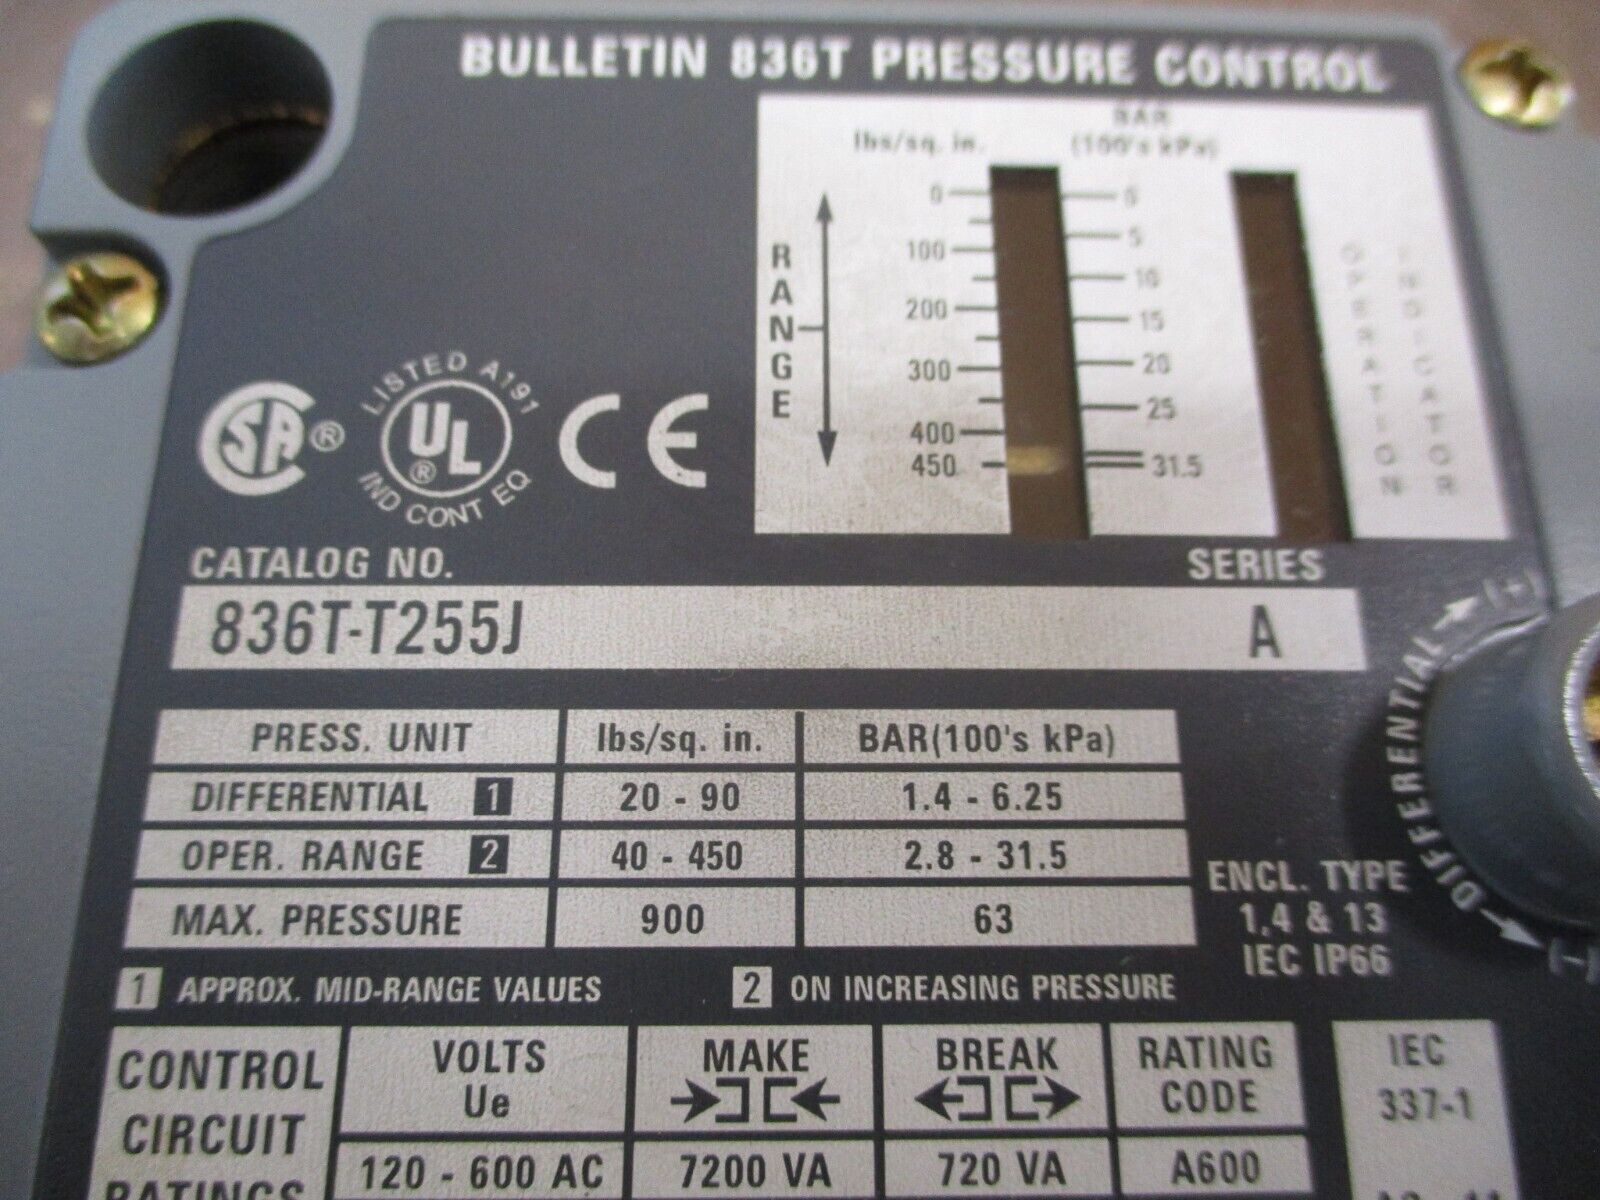 BULLETIN 836T PRESSURE CONTROL
BAR
lbs/sq. in. (100's kPa)
RANGE
0 0
5
100
10
200
15
300 20
25
400
450 31.5
OPERATION
INDICATOR
LISTED A191
SA ®
UL ®
CE
IND CONT EQ
CATALOG NO. SERIES
836T-T255J A
PRESS. UNIT lbs/sq. in. BAR(100's kPa)
DIFFERENTIAL 1 20 - 90 1.4 - 6.25
OPER. RANGE 2 40 - 450 2.8 - 31.5
MAX. PRESSURE 900 63
(+)
DIFFERENTIAL
(-)
ENCL. TYPE
1,4 & 13
IEC IP66
1 APPROX. MID-RANGE VALUES 2 ON INCREASING PRESSURE
CONTROL
CIRCUIT
RATINGS
VOLTS
Ue
MAKE
BREAK
RATING
CODE
IEC
337-1
120 - 600 AC 7200 VA 720 VA A600